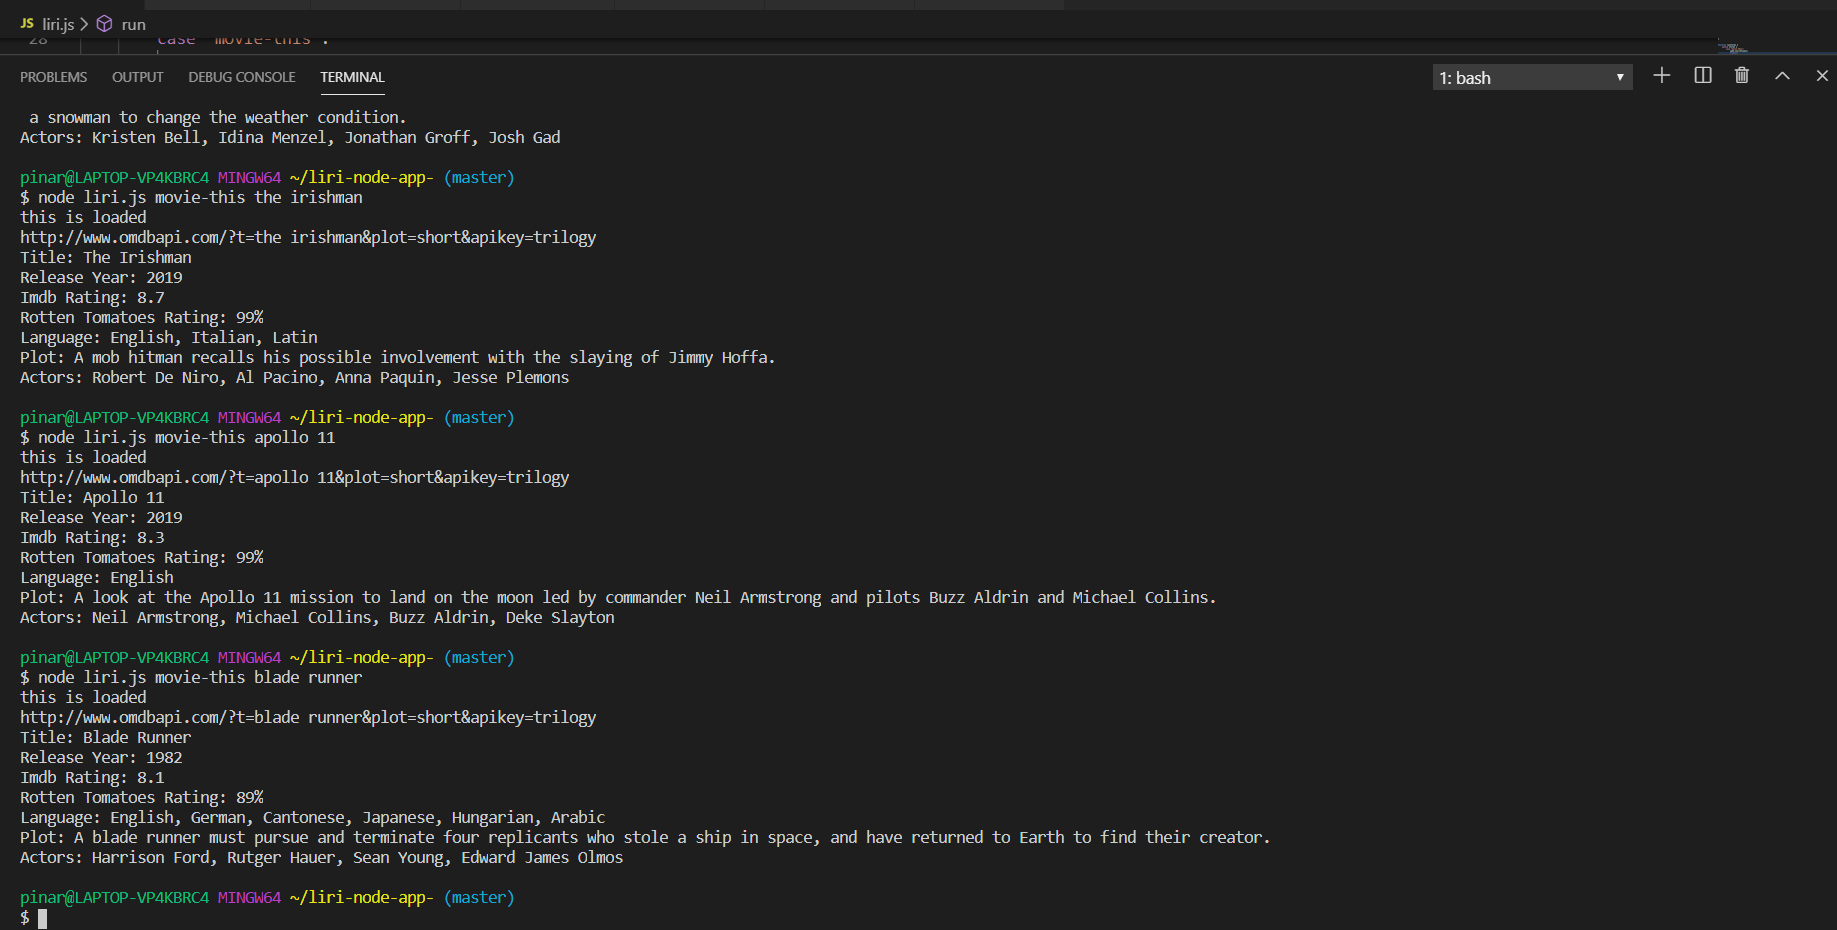 JS liri.js > run
28 case "movie-this":
PROBLEMS OUTPUT DEBUG CONSOLE TERMINAL 1: bash
a snowman to change the weather condition.
Actors: Kristen Bell, Idina Menzel, Jonathan Groff, Josh Gad
pinar@LAPTOP-VP4KBRC4 MINGW64 ~/liri-node-app- (master)
$ node liri.js movie-this the irishman
this is loaded
http://www.omdbapi.com/?t=the irishman&plot=short&apikey=trilogy
Title: The Irishman
Release Year: 2019
Imdb Rating: 8.7
Rotten Tomatoes Rating: 99%
Language: English, Italian, Latin
Plot: A mob hitman recalls his possible involvement with the slaying of Jimmy Hoffa.
Actors: Robert De Niro, Al Pacino, Anna Paquin, Jesse Plemons
pinar@LAPTOP-VP4KBRC4 MINGW64 ~/liri-node-app- (master)
$ node liri.js movie-this apollo 11
this is loaded
http://www.omdbapi.com/?t=apollo 11&plot=short&apikey=trilogy
Title: Apollo 11
Release Year: 2019
Imdb Rating: 8.3
Rotten Tomatoes Rating: 99%
Language: English
Plot: A look at the Apollo 11 mission to land on the moon led by commander Neil Armstrong and pilots Buzz Aldrin and Michael Collins.
Actors: Neil Armstrong, Michael Collins, Buzz Aldrin, Deke Slayton
pinar@LAPTOP-VP4KBRC4 MINGW64 ~/liri-node-app- (master)
$ node liri.js movie-this blade runner
this is loaded
http://www.omdbapi.com/?t=blade runner&plot=short&apikey=trilogy
Title: Blade Runner
Release Year: 1982
Imdb Rating: 8.1
Rotten Tomatoes Rating: 89%
Language: English, German, Cantonese, Japanese, Hungarian, Arabic
Plot: A blade runner must pursue and terminate four replicants who stole a ship in space, and have returned to Earth to find their creator.
Actors: Harrison Ford, Rutger Hauer, Sean Young, Edward James Olmos
pinar@LAPTOP-VP4KBRC4 MINGW64 ~/liri-node-app- (master)
$